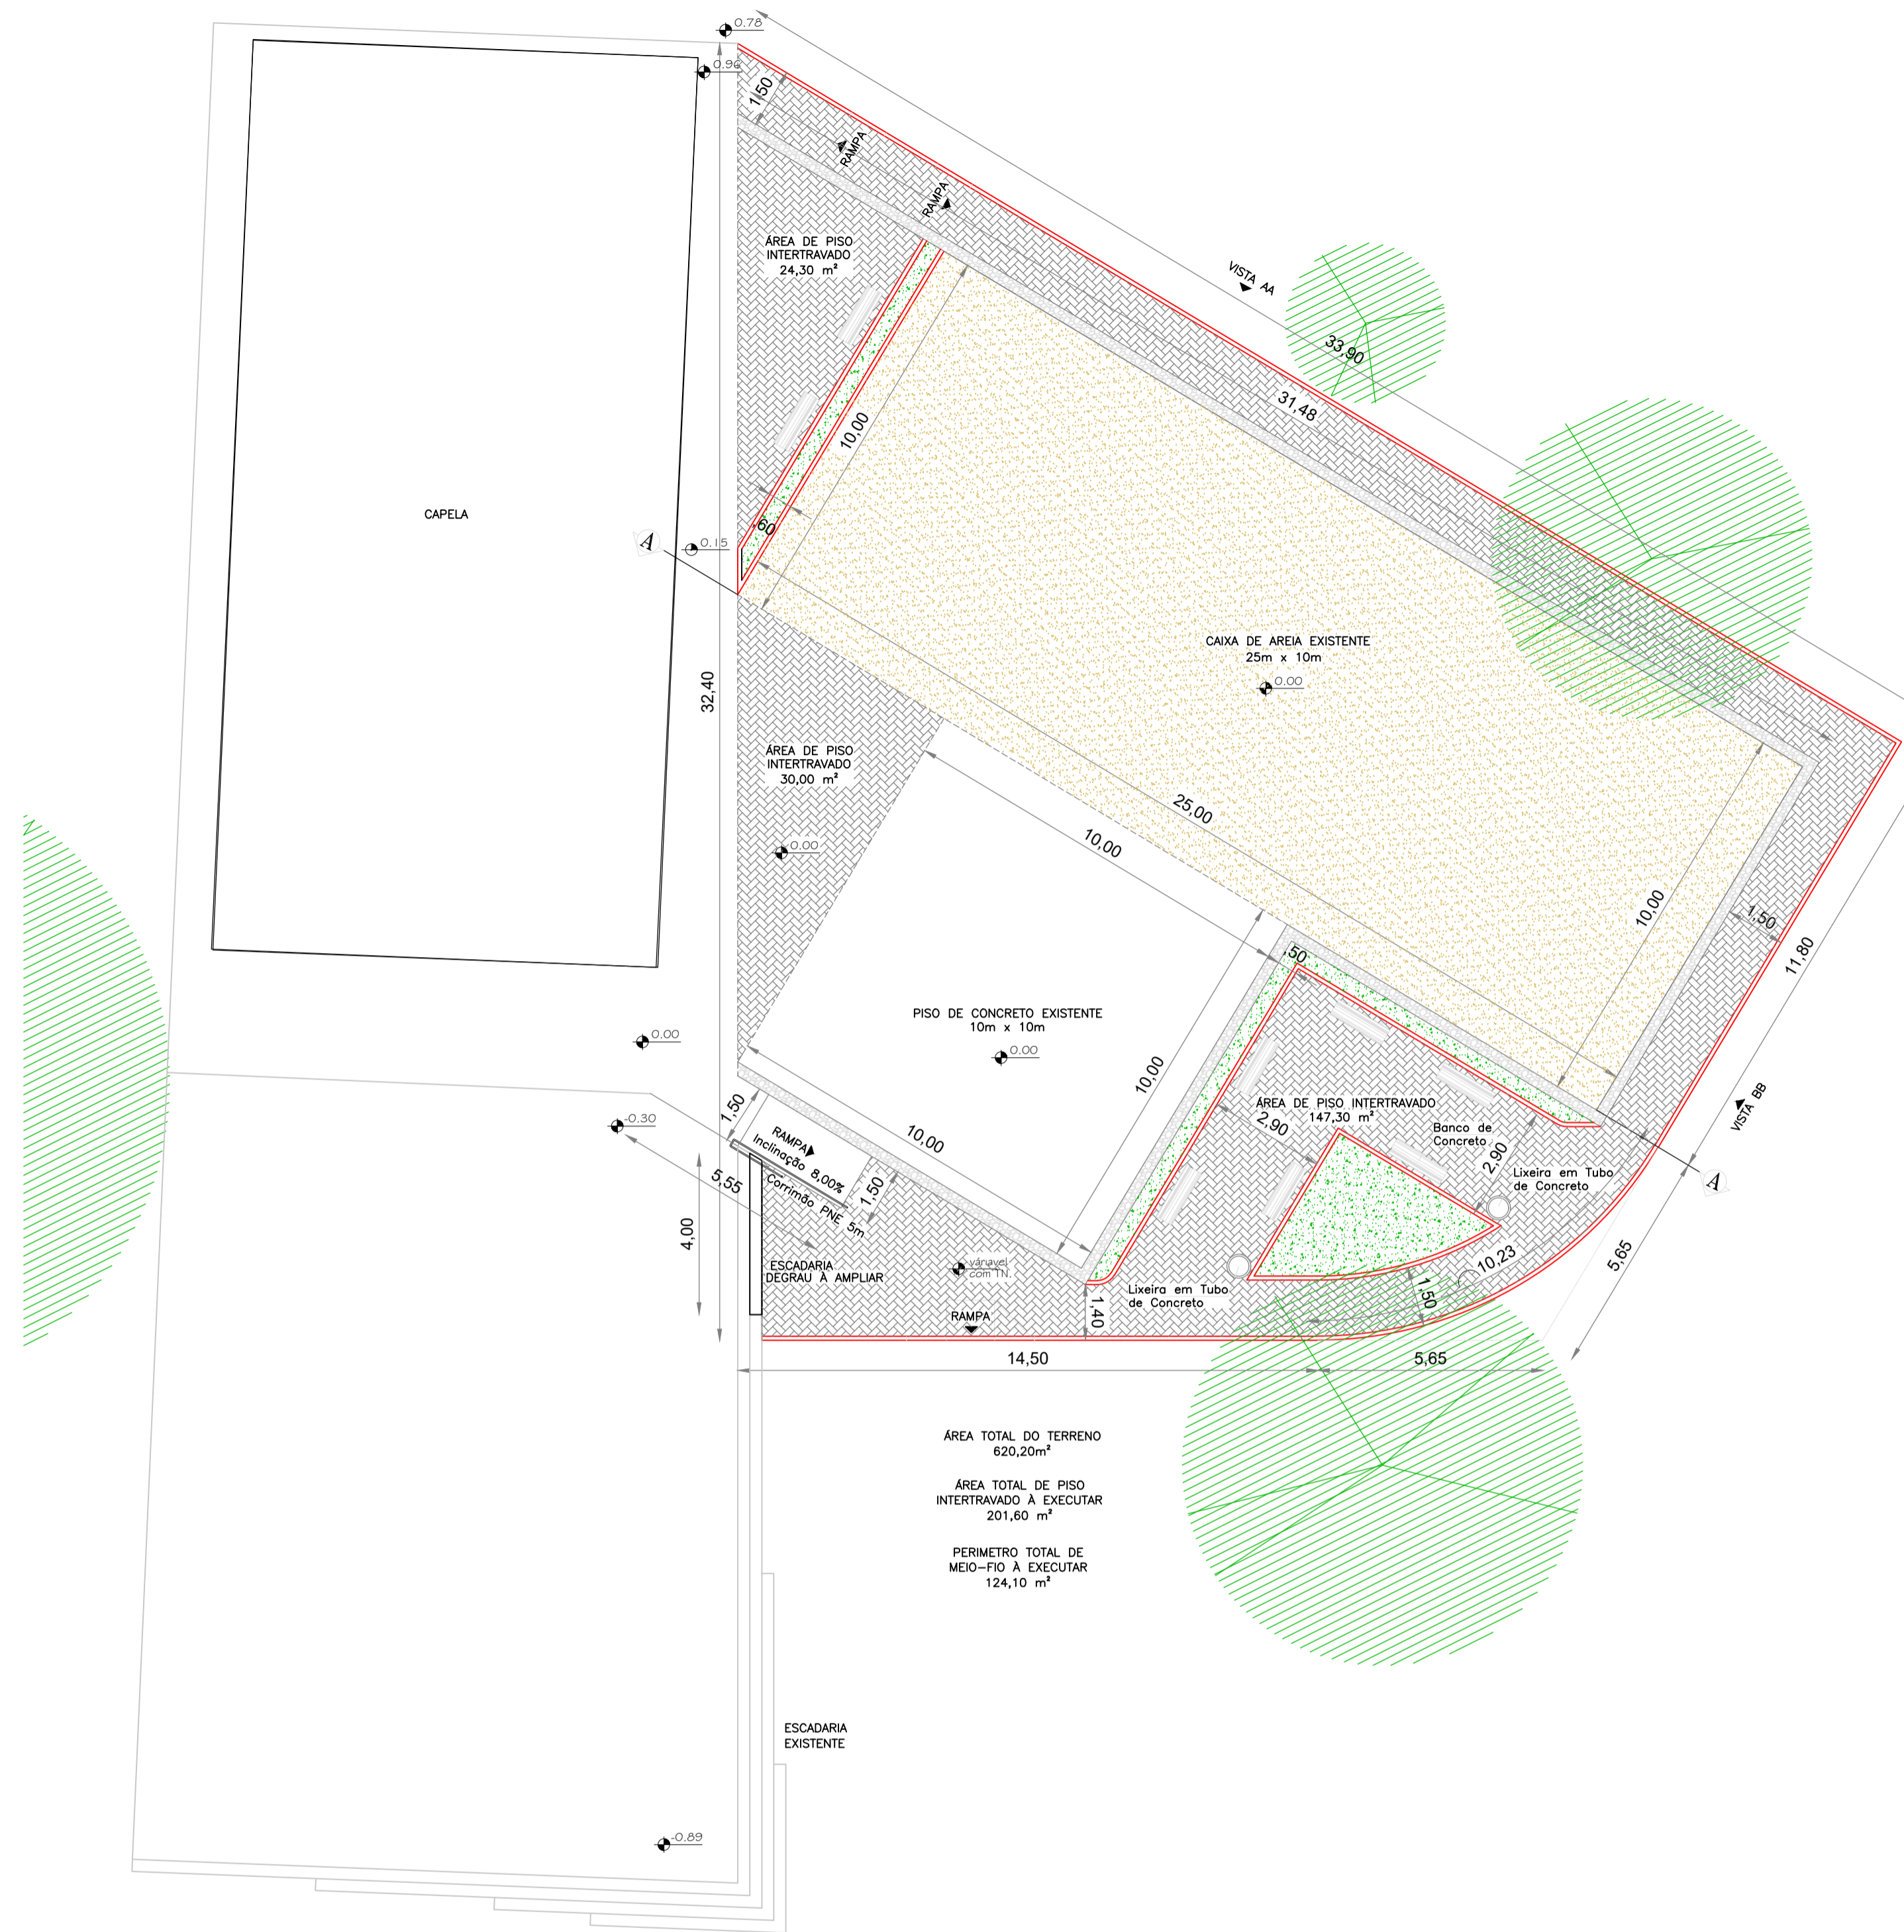 0.78
0.96
1,50
RAMPA
RAMPA
ÁREA DE PISO
INTERTRAVADO
24,30 m²
VISTA AA
33,90
31,48
10,00
CAPELA
,60
A
0.15
CAIXA DE AREIA EXISTENTE
25m x 10m
0.00
32,40
ÁREA DE PISO
INTERTRAVADO
30,00 m²
25,00
10,00
0.00
10,00
1,50
11,80
,50
PISO DE CONCRETO EXISTENTE
10m x 10m
0.00
0.00
10,00
ÁREA DE PISO INTERTRAVADO
147,30 m²
2,90
Banco de
Concreto
2,90
VISTA BB
-0.30
1,50
RAMPA
Inclinação 8,00%
Corrimão PNE 5m
10,00
1,50
5,55
4,00
Lixeira em Tubo
de Concreto
A
ESCADARIA
DEGRAU À AMPLIAR
váriavel
com TN.
10,23
5,65
Lixeira em Tubo
de Concreto
1,50
1,40
RAMPA
14,50
5,65
ÁREA TOTAL DO TERRENO
620,20m²
ÁREA TOTAL DE PISO
INTERTRAVADO À EXECUTAR
201,60 m²
PERIMETRO TOTAL DE
MEIO-FIO À EXECUTAR
124,10 m²
ESCADARIA
EXISTENTE
-0.89